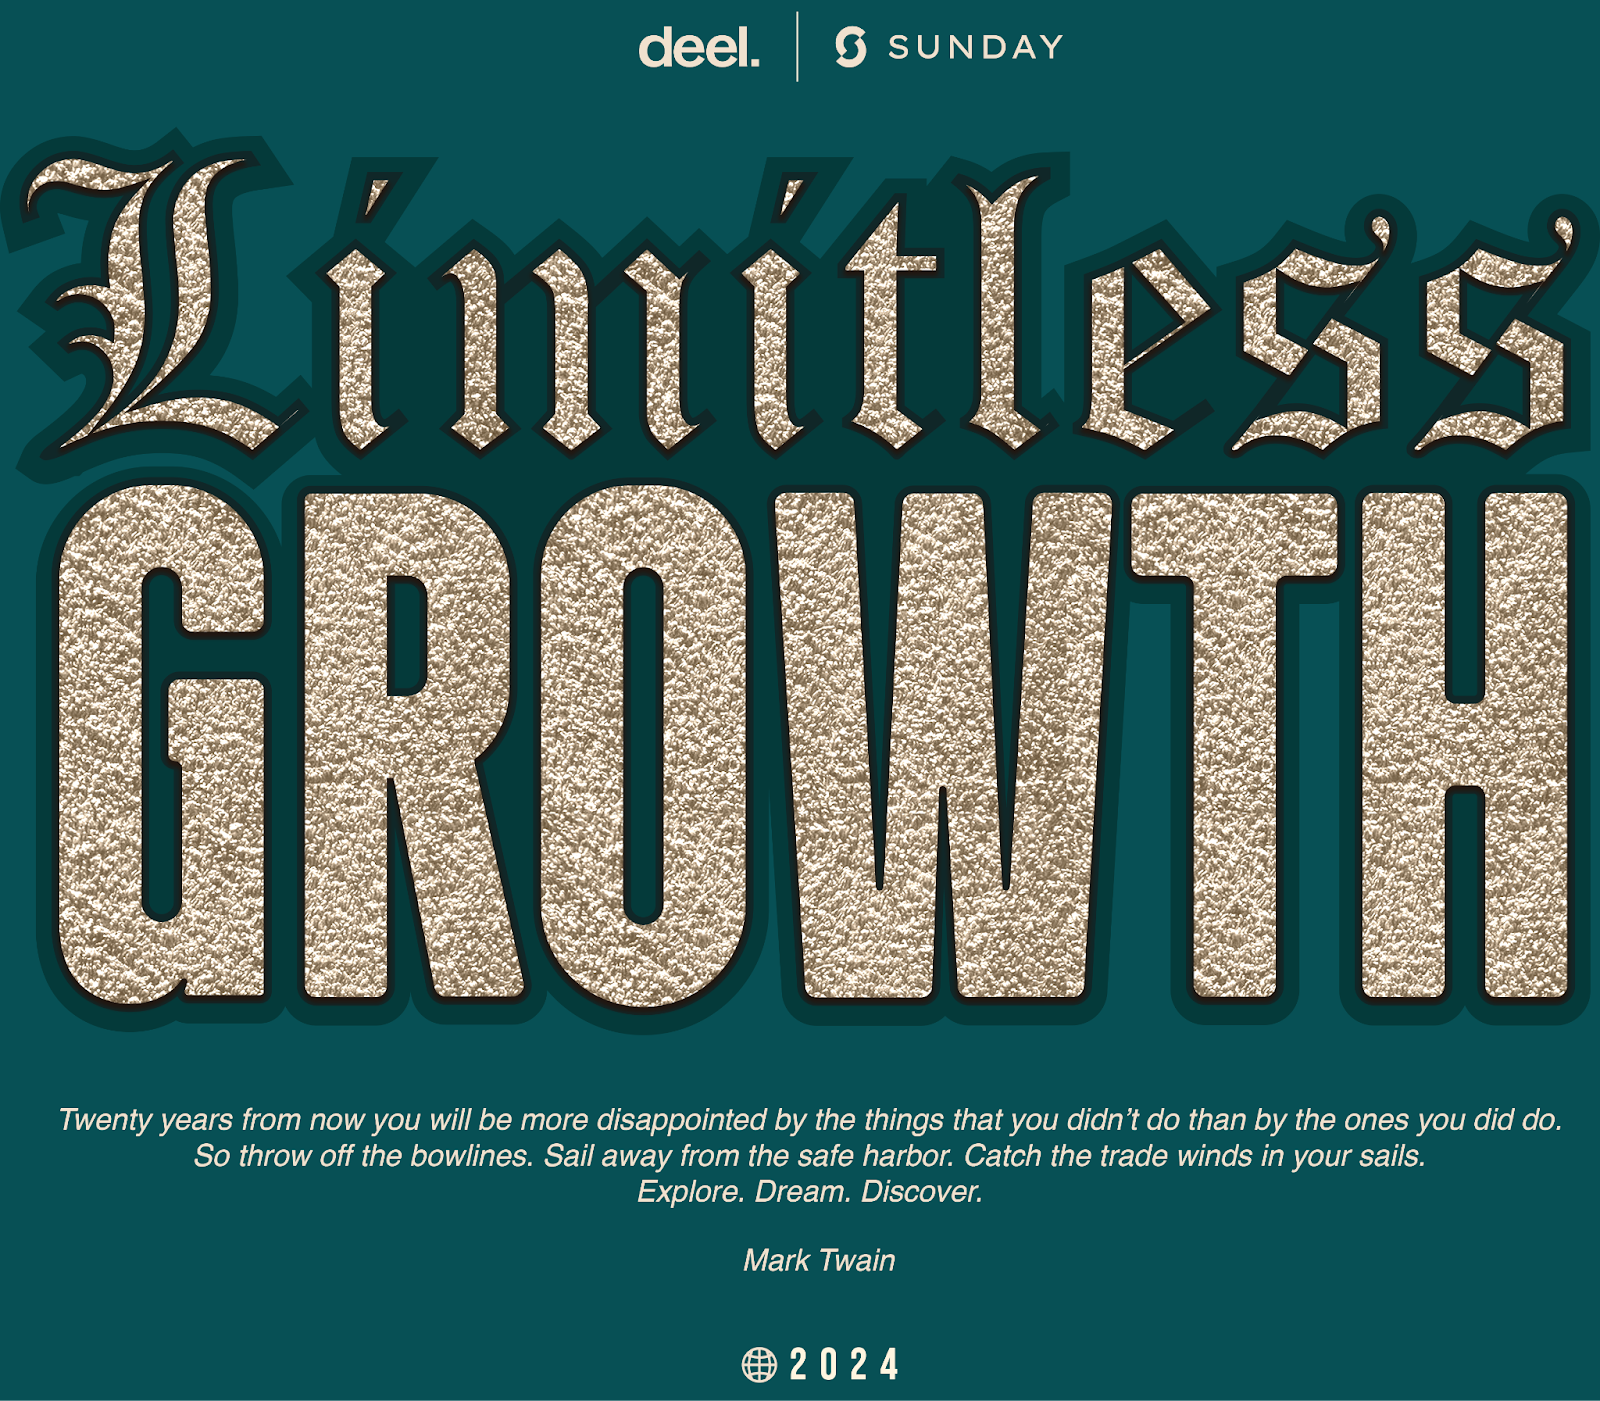 deel. | SUNDAY
Limitless
GROWTH
Twenty years from now you will be more disappointed by the things that you didn’t do than by the ones you did do.
So throw off the bowlines. Sail away from the safe harbor. Catch the trade winds in your sails.
Explore. Dream. Discover.
Mark Twain
2024